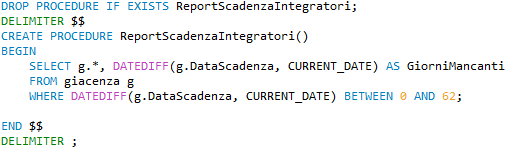 DROP PROCEDURE IF EXISTS ReportScadenzaIntegratori;
DELIMITER $$
CREATE PROCEDURE ReportScadenzaIntegratori()
BEGIN
    SELECT g.*, DATEDIFF(g.DataScadenza, CURRENT_DATE) AS GiorniMancanti
    FROM giacenza g
    WHERE DATEDIFF(g.DataScadenza, CURRENT_DATE) BETWEEN 0 AND 62;

END $$
DELIMITER ;